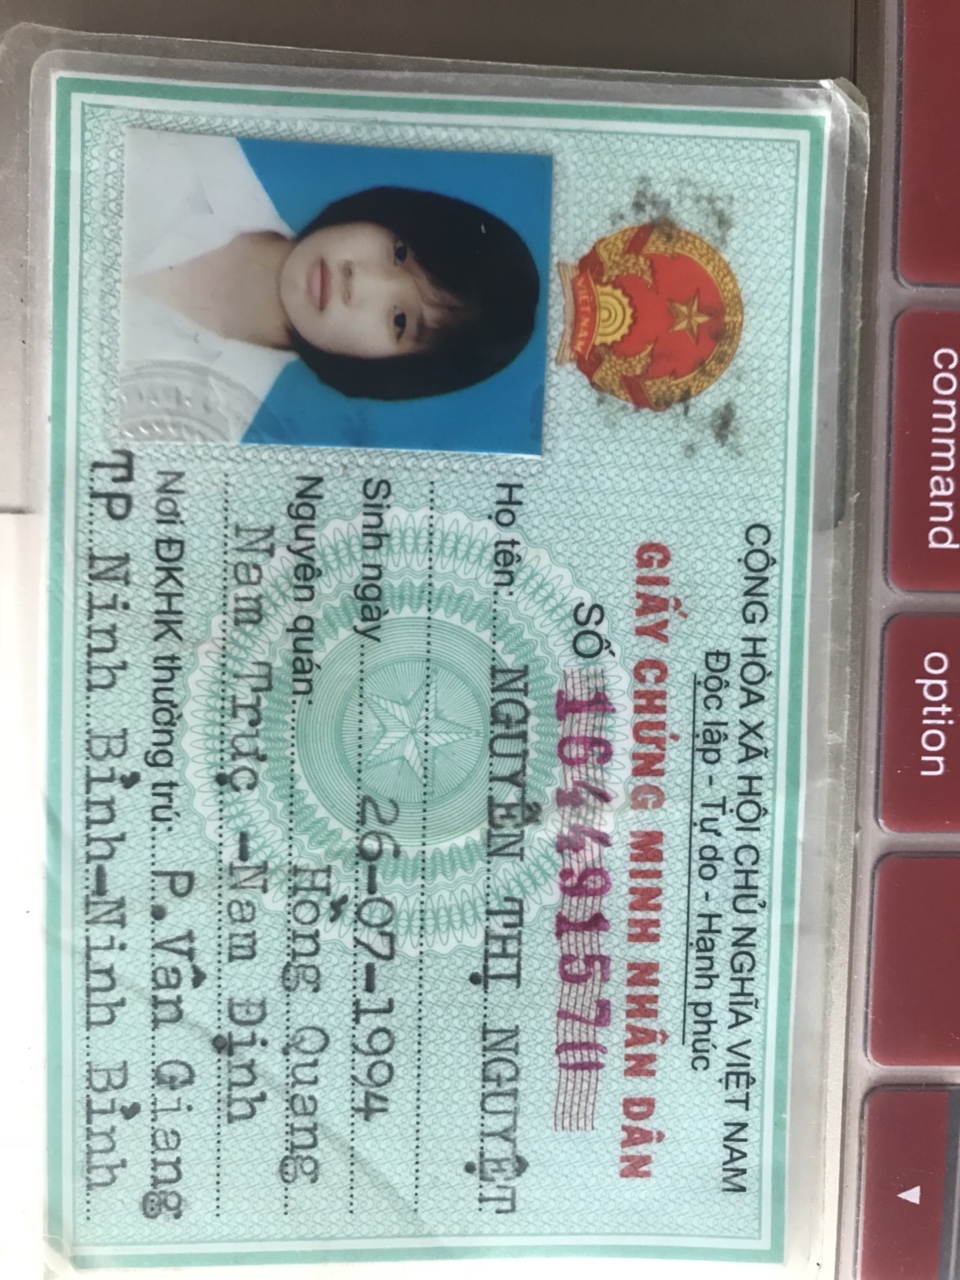 CỘNG HÒA XÃ HỘI CHỦ NGHĨA VIỆT NAM
Độc lập - Tự do - Hạnh phúc
GIẤY CHỨNG MINH NHÂN DÂN
SỐ 164491570
Họ tên: NGUYỄN THỊ NGUYỆT
Sinh ngày 26-07-1994
Nguyên quán: Hồng Quang
Nam Trực -Nam Định
Nơi ĐKHK thường trú: P.Vân Giang
TP Ninh Bình-Ninh Bình
VIỆT NAM
command
option